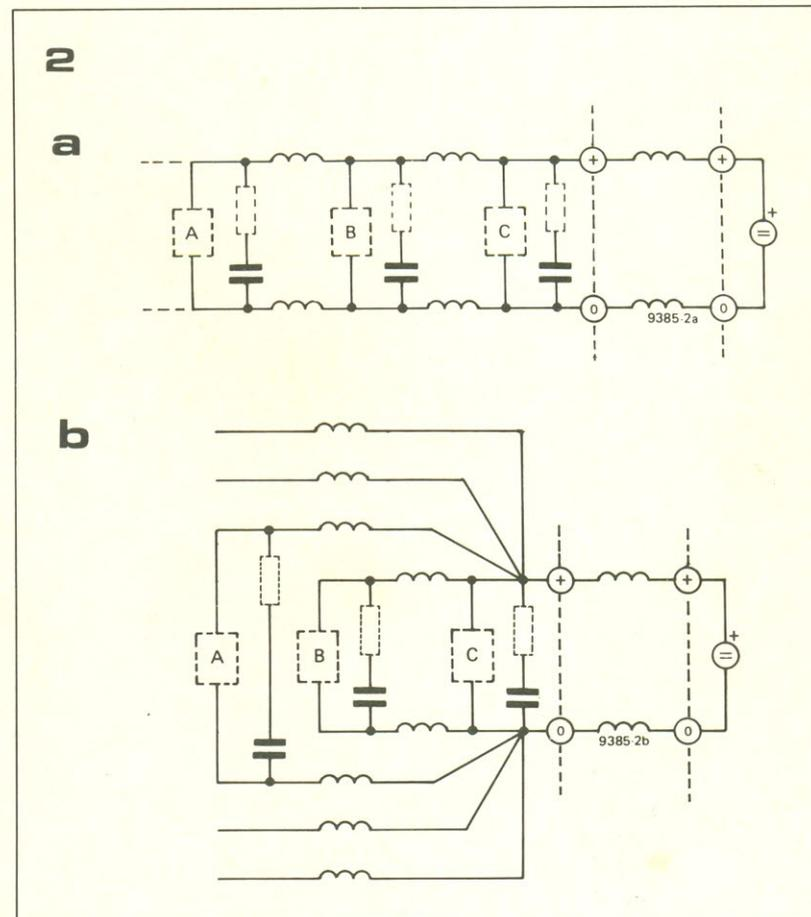 2
a
+ +
A B C + =
0 0
9385-2a
b
+ +
A B C + =
0 0
9385-2b